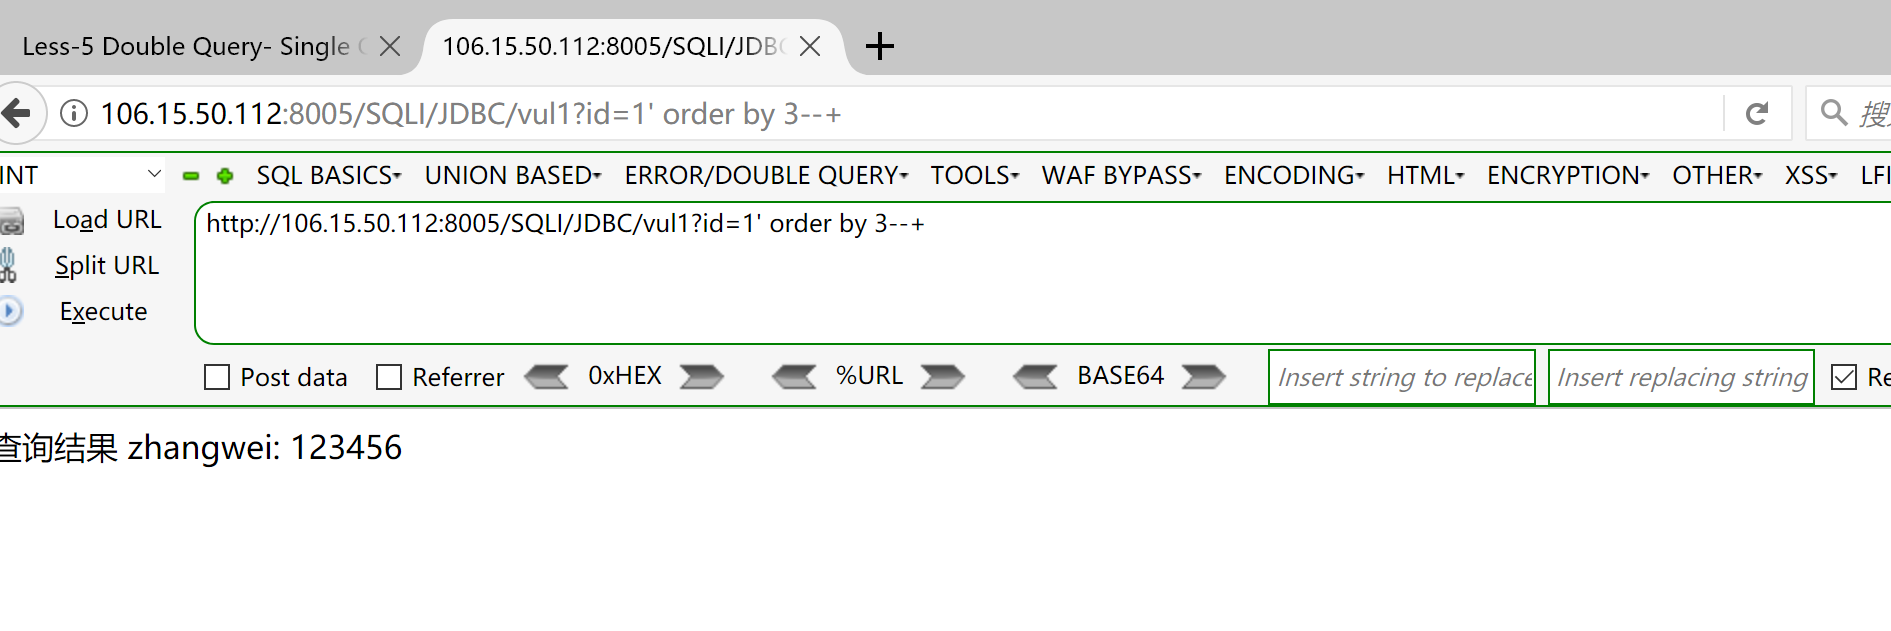 Less-5 Double Query- Single
106.15.50.112:8005/SQLI/JDBC
106.15.50.112:8005/SQLI/JDBC/vul1?id=1' order by 3--+
搜
INT
SQL BASICS
UNION BASED
ERROR/DOUBLE QUERY
TOOLS
WAF BYPASS
ENCODING
HTML
ENCRYPTION
OTHER
XSS
LFI
Load URL
http://106.15.50.112:8005/SQLI/JDBC/vul1?id=1' order by 3--+
Split URL
Execute
Post data
Referrer
0xHEX
%URL
BASE64
Insert string to replace
Insert replacing string
Re
查询结果 zhangwei: 123456